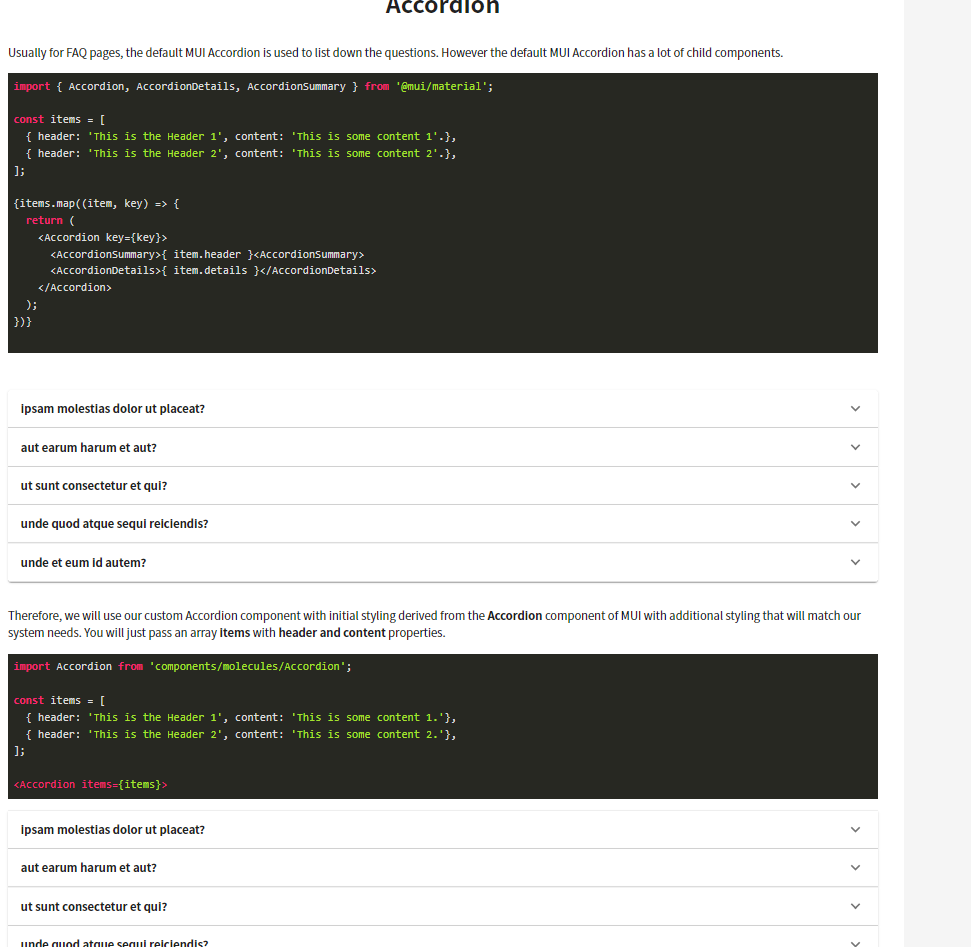 Accordion
Usually for FAQ pages, the default MUI Accordion is used to list down the questions. However the default MUI Accordion has a lot of child components.
import { Accordion, AccordionDetails, AccordionSummary } from '@mui/material';
const items = [
  { header: 'This is the Header 1', content: 'This is some content 1'.},
  { header: 'This is the Header 2', content: 'This is some content 2'.},
];
{items.map((item, key) => {
  return (
    <Accordion key={key}>
      <AccordionSummary>{ item.header }<AccordionSummary>
      <AccordionDetails>{ item.details }</AccordionDetails>
    </Accordion>
  );
})}
ipsam molestias dolor ut placeat?
aut earum harum et aut?
ut sunt consectetur et qui?
unde quod atque sequi reiciendis?
unde et eum id autem?
Therefore, we will use our custom Accordion component with initial styling derived from the Accordion component of MUI with additional styling that will match our
system needs. You will just pass an array items with header and content properties.
import Accordion from 'components/molecules/Accordion';
const items = [
  { header: 'This is the Header 1', content: 'This is some content 1.'},
  { header: 'This is the Header 2', content: 'This is some content 2.'},
];
<Accordion items={items}>
ipsam molestias dolor ut placeat?
aut earum harum et aut?
ut sunt consectetur et qui?
unde quod atque sequi reiciendis?